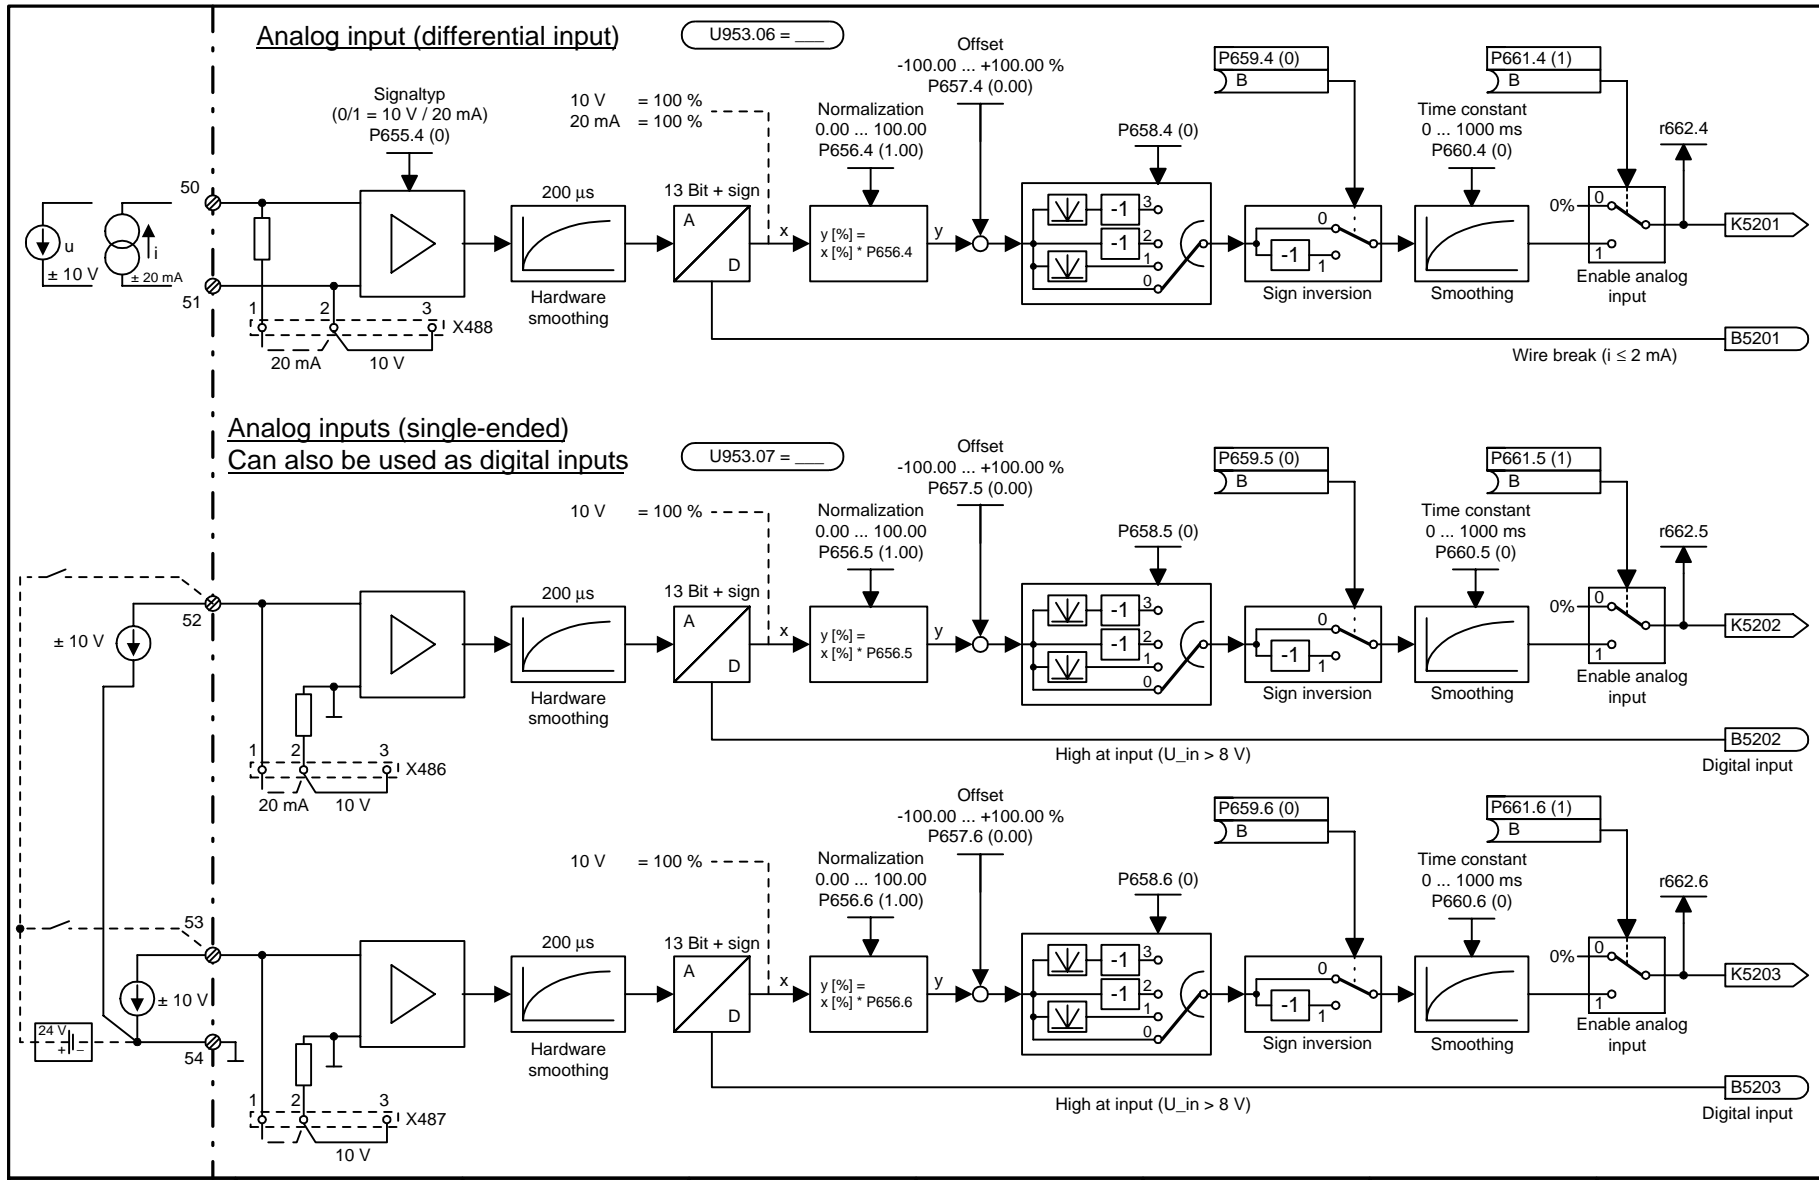 Analog input (differential input)
U953.06 = ___
Offset
-100.00 ... +100.00 %
P657.4 (0.00)
P659.4 (0)
B
P661.4 (1)
B
Signaltyp
(0/1 = 10 V / 20 mA)
P655.4 (0)
10 V = 100 %
20 mA = 100 %
Normalization
0.00 ... 100.00
P656.4 (1.00)
P658.4 (0)
Time constant
0 ... 1000 ms
P660.4 (0)
r662.4
50
200 µs
13 Bit + sign
A
D
x
y [%] =
x [%] * P656.4
y
-1
3
-1
2
1
0
0
-1
1
0%
0
1
K5201
u
± 10 V
i
± 20 mA
51
Hardware
smoothing
Sign inversion
Smoothing
Enable analog
input
1
2
3
X488
20 mA
10 V
B5201
Wire break (i ≤ 2 mA)
Analog inputs (single-ended)
Can also be used as digital inputs
U953.07 = ___
Offset
-100.00 ... +100.00 %
P657.5 (0.00)
P659.5 (0)
B
P661.5 (1)
B
10 V = 100 %
Normalization
0.00 ... 100.00
P656.5 (1.00)
P658.5 (0)
Time constant
0 ... 1000 ms
P660.5 (0)
r662.5
52
± 10 V
200 µs
13 Bit + sign
A
D
x
y [%] =
x [%] * P656.5
y
-1
3
-1
2
1
0
0
-1
1
0%
0
1
K5202
Hardware
smoothing
Sign inversion
Smoothing
Enable analog
input
1
2
3
X486
20 mA
10 V
High at input (U_in > 8 V)
B5202
Digital input
Offset
-100.00 ... +100.00 %
P657.6 (0.00)
P659.6 (0)
B
P661.6 (1)
B
10 V = 100 %
Normalization
0.00 ... 100.00
P656.6 (1.00)
P658.6 (0)
Time constant
0 ... 1000 ms
P660.6 (0)
r662.6
53
± 10 V
200 µs
13 Bit + sign
A
D
x
y [%] =
x [%] * P656.6
y
-1
3
-1
2
1
0
0
-1
1
0%
0
1
K5203
24 V
+
–
54
Hardware
smoothing
Sign inversion
Smoothing
Enable analog
input
1
2
3
X487
10 V
High at input (U_in > 8 V)
B5203
Digital input